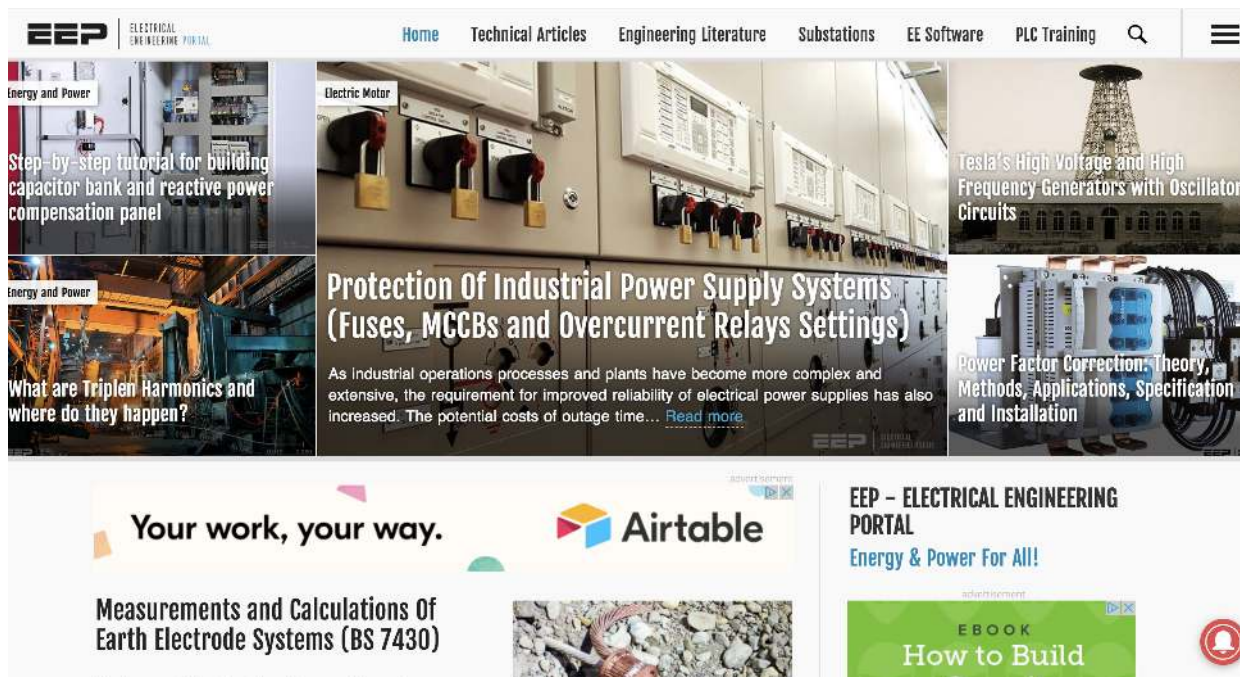 EEP
ELECTRICAL
ENGINEERING PORTAL
Home Technical Articles Engineering Literature Substations EE Software PLC Training
Energy and Power
Step-by-step tutorial for building
capacitor bank and reactive power
compensation panel
Energy and Power
What are Triplen Harmonics and
where do they happen?
Electric Motor
Protection Of Industrial Power Supply Systems
(Fuses, MCCBs and Overcurrent Relays Settings)
As industrial operations processes and plants have become more complex and
extensive, the requirement for improved reliability of electrical power supplies has also
increased. The potential costs of outage time… Read more
EEP
Tesla's High Voltage and High
Frequency Generators with Oscillator
Circuits
Power Factor Correction: Theory,
Methods, Applications, Specification
and Installation
advertisement
Your work, your way.
Airtable
Measurements and Calculations Of
Earth Electrode Systems (BS 7430)
EEP – ELECTRICAL ENGINEERING
PORTAL
Energy & Power For All!
advertisement
EBOOK
How to Build